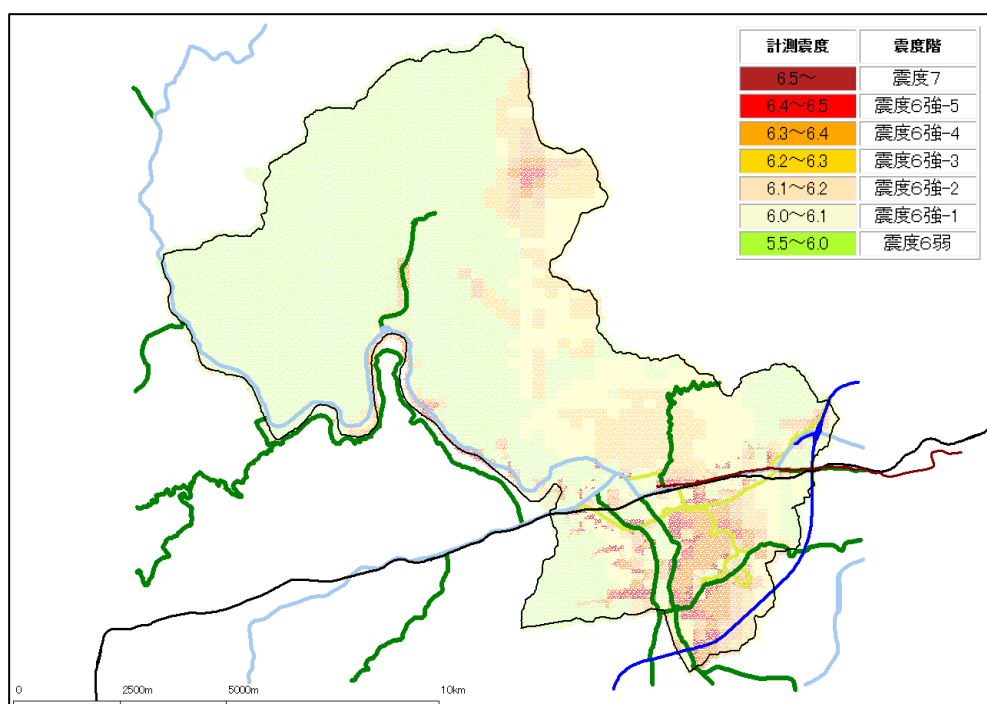 計測震度 震度階
6.5～ 震度7
6.4～6.5 震度6強-5
6.3～6.4 震度6強-4
6.2～6.3 震度6強-3
6.1～6.2 震度6強-2
6.0～6.1 震度6強-1
5.5～6.0 震度6弱
0 2500m 5000m 10km